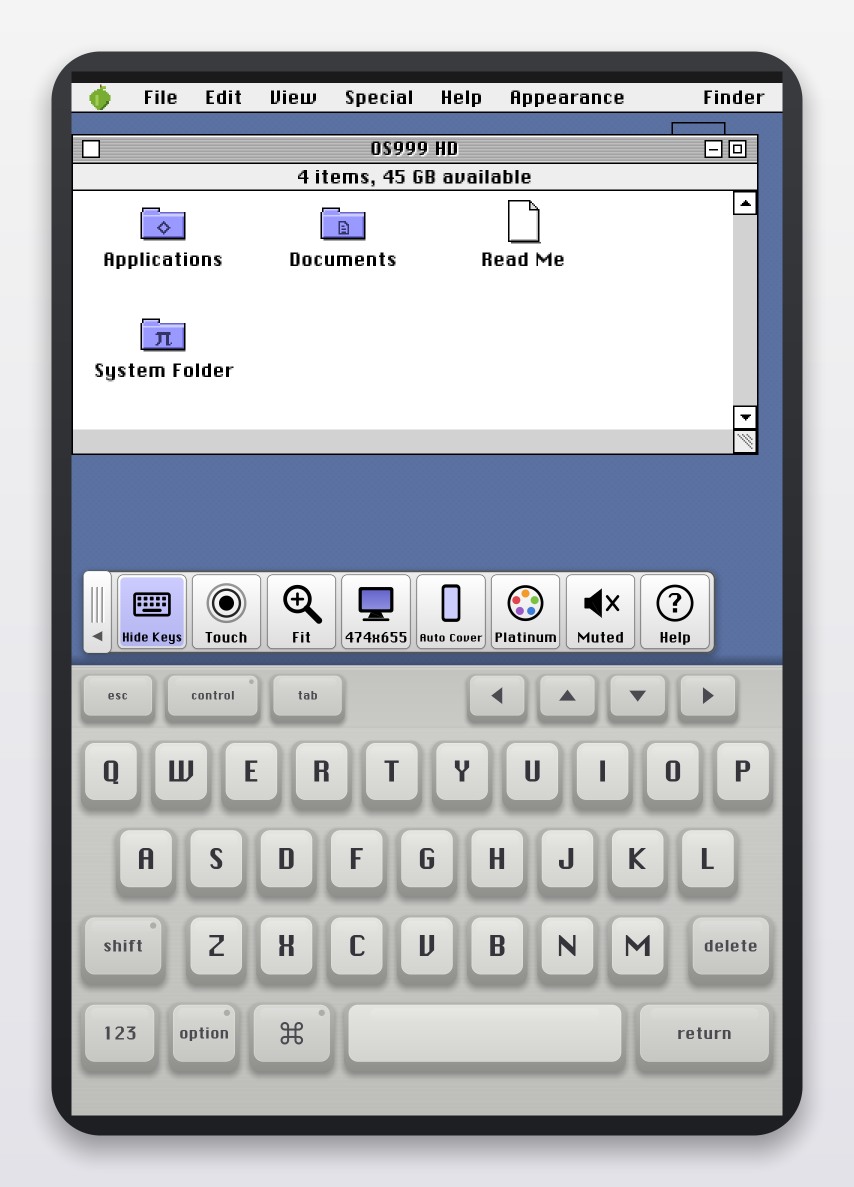 File Edit View Special Help Appearance Finder
OS999 HD
4 items, 45 GB available
Applications Documents Read Me
System Folder
Hide Keys Touch Fit 474x655 Auto Cover Platinum Muted Help
esc control tab
Q W E R T Y U I O P
A S D F G H J K L
shift Z X C V B N M delete
123 option ⌘ return